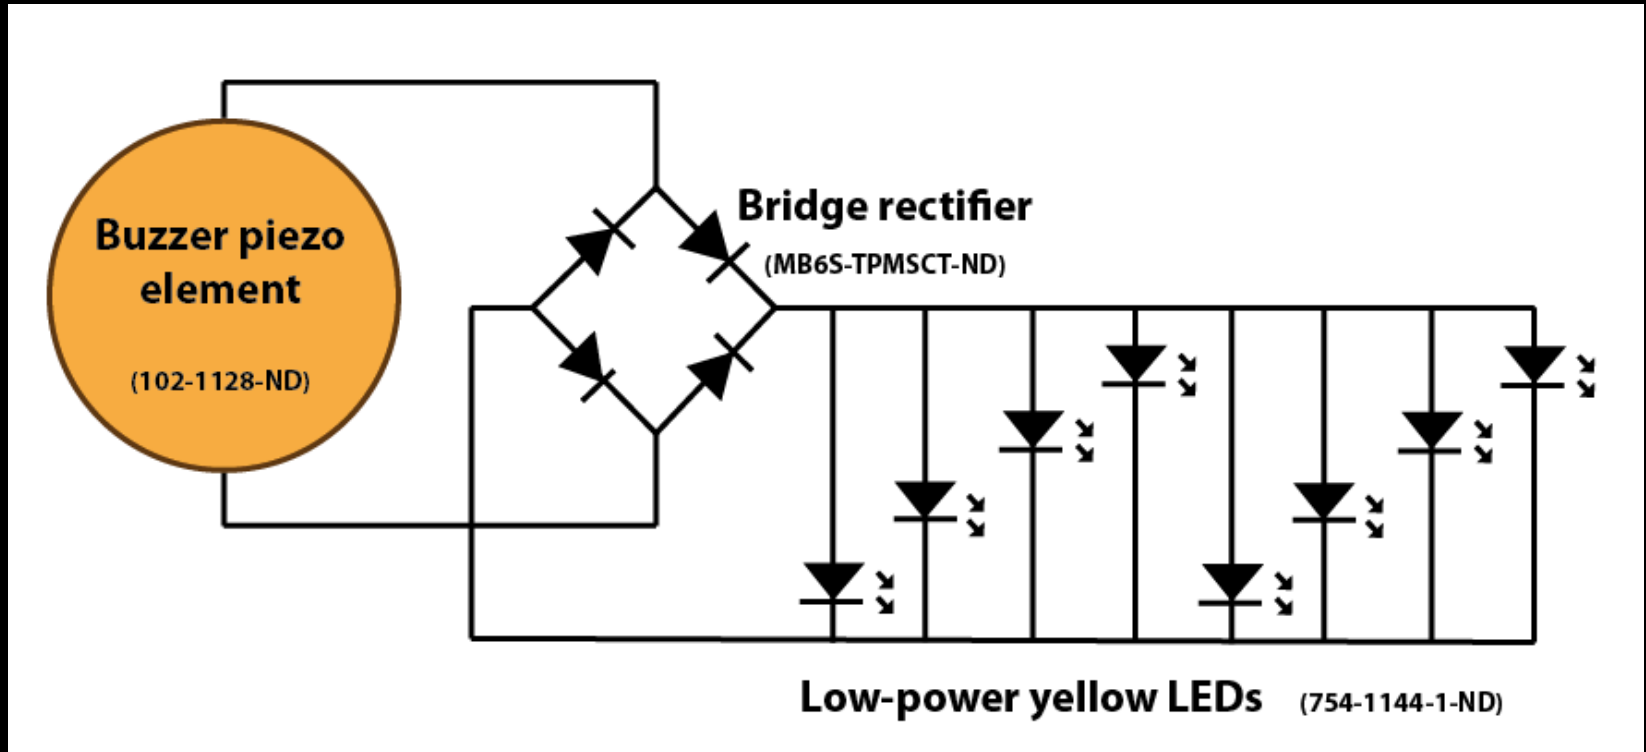 Buzzer piezo
element
(102-1128-ND)
Bridge rectifier
(MB6S-TPMSCT-ND)
Low-power yellow LEDs (754-1144-1-ND)